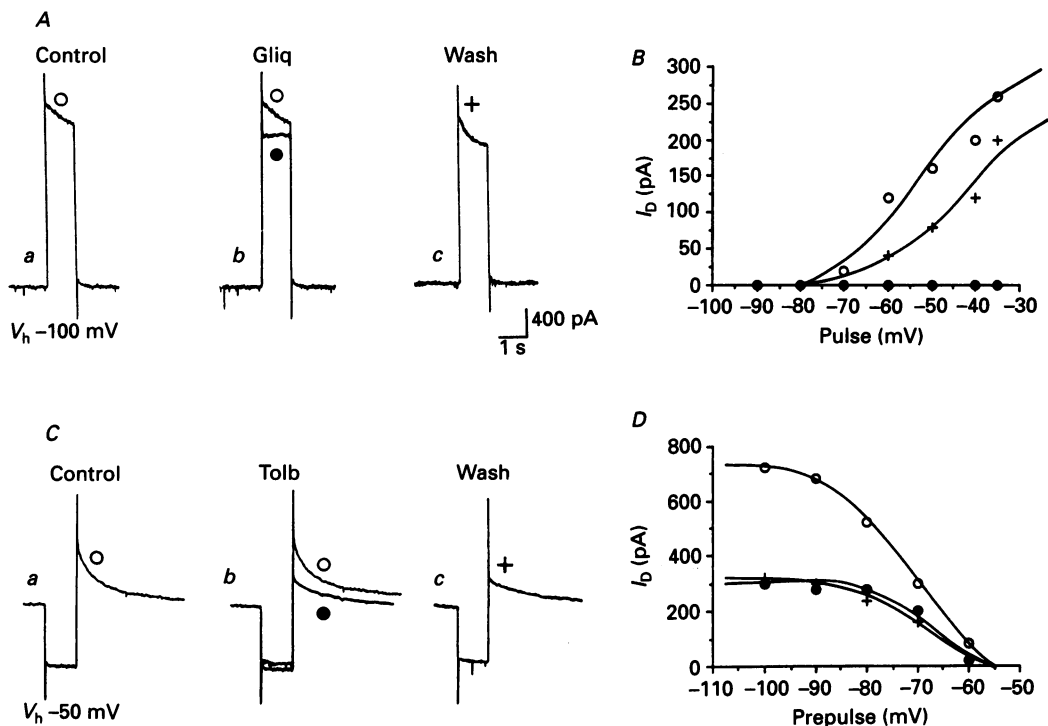 A
Control
Gliq
Wash
a
b
c
V_h −100 mV
400 pA
1 s
B
300
250
200
150
100
50
0
I_D (pA)
−100 −90 −80 −70 −60 −50 −40 −30
Pulse (mV)
C
Control
Tolb
Wash
a
b
c
V_h −50 mV
D
800
600
400
200
0
I_D (pA)
−110 −100 −90 −80 −70 −60 −50
Prepulse (mV)